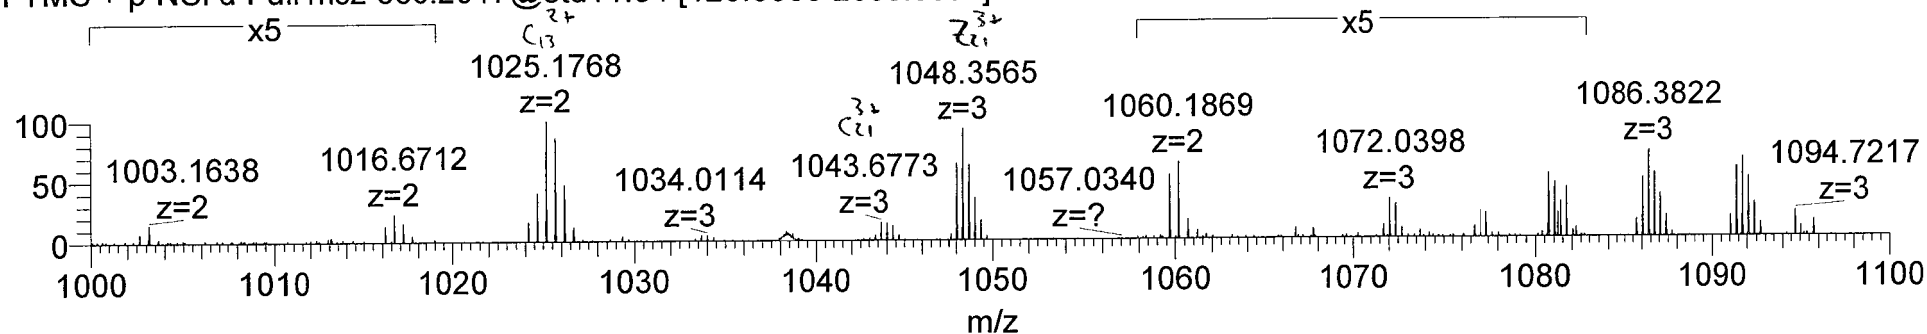 x5
C13 2+
Z21 3+
x5
1025.1768
z=2
1048.3565
z=3
C21 3+
1060.1869
z=2
1086.3822
z=3
100
50
0
1003.1638
z=2
1016.6712
z=2
1034.0114
z=3
1043.6773
z=3
1057.0340
z=?
1072.0398
z=3
1094.7217
z=3
1000 1010 1020 1030 1040 1050 1060 1070 1080 1090 1100
m/z